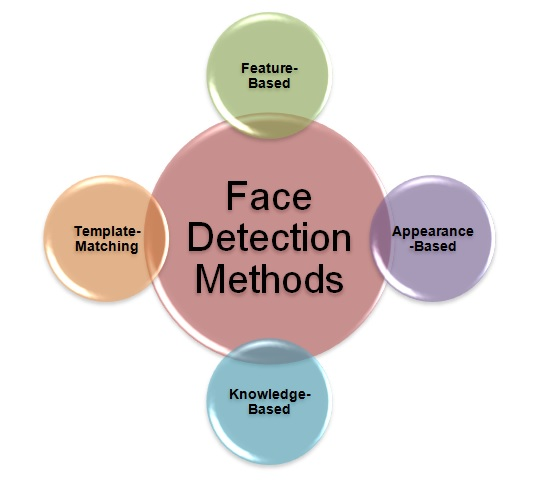 Feature-
Based
Face
Detection
Methods
Template-
Matching
Appearance
-Based
Knowledge-
Based